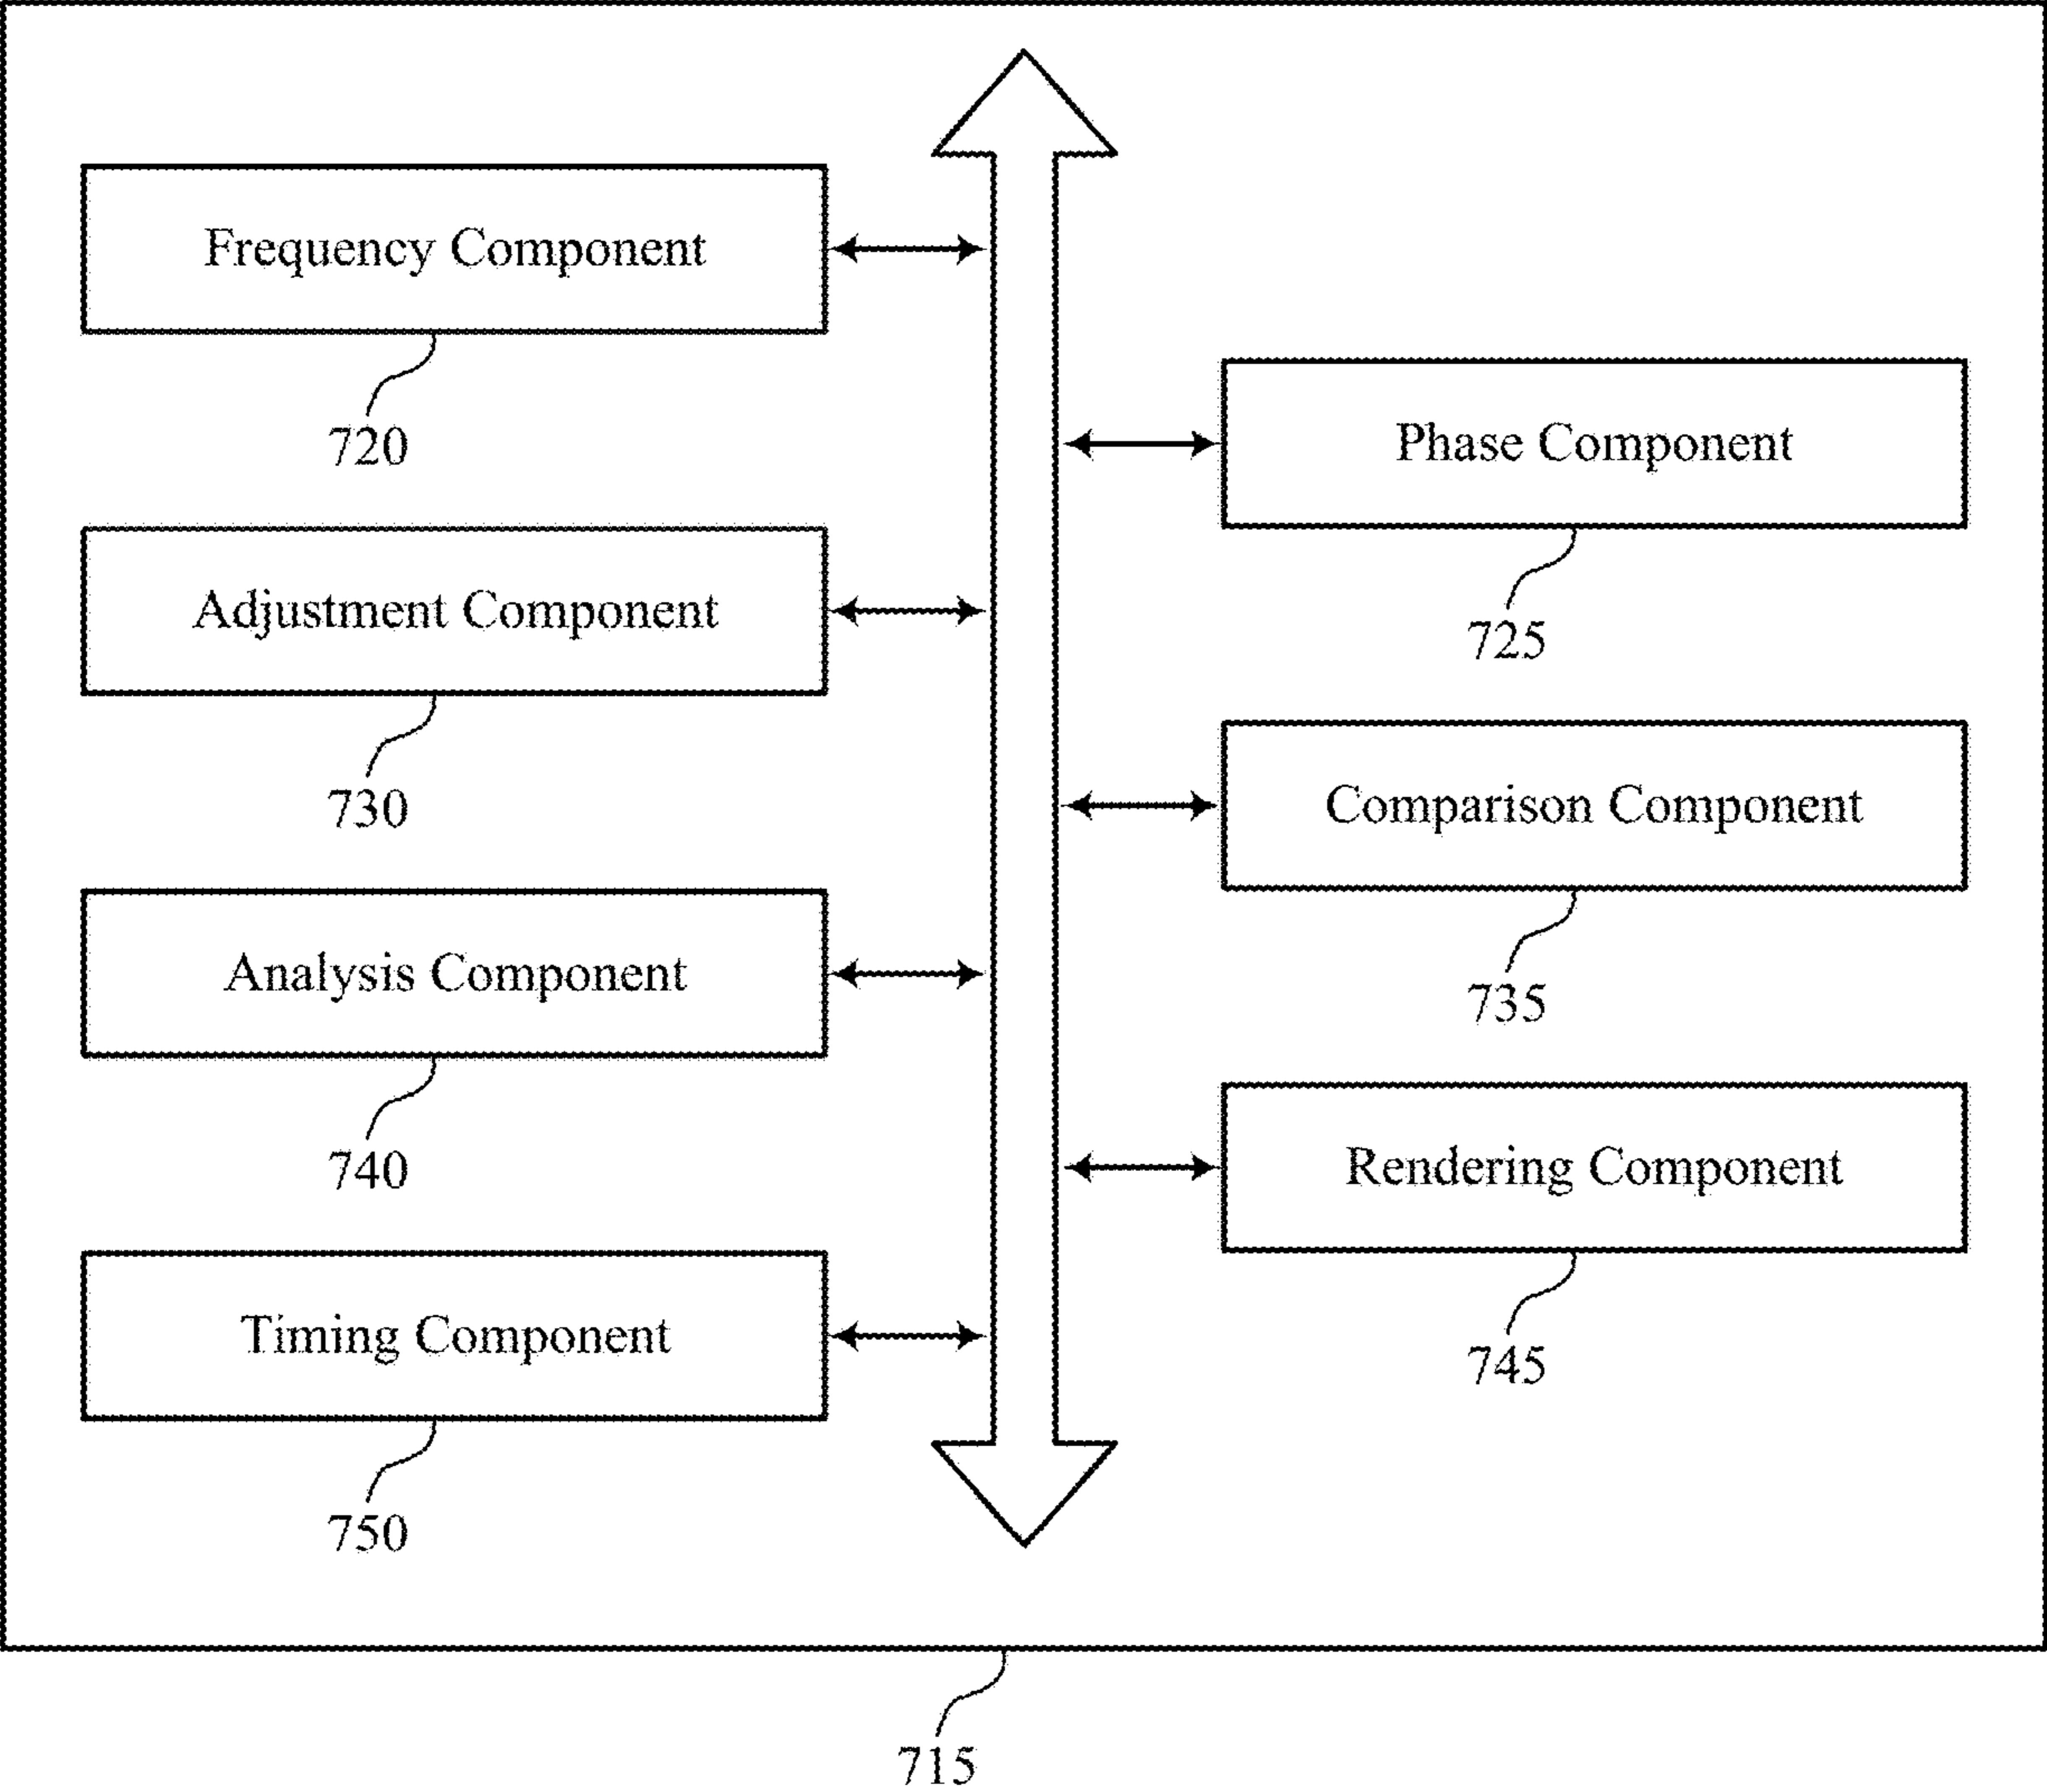 Frequency Component
720
Phase Component
725
Adjustment Component
730
Comparison Component
735
Analysis Component
740
Rendering Component
745
Timing Component
750
715